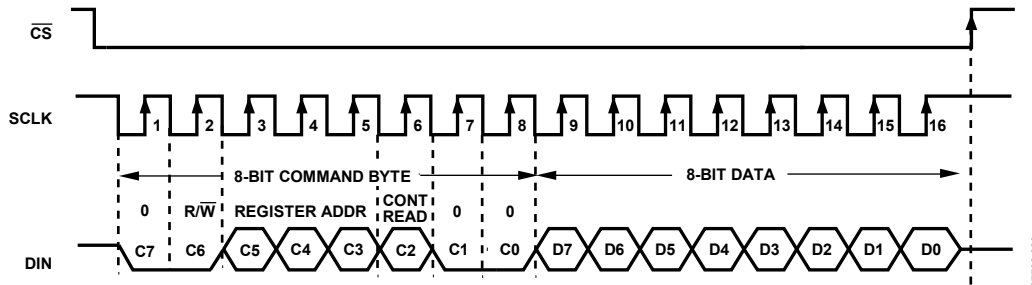 CS
SCLK
1 2 3 4 5 6 7 8 9 10 11 12 13 14 15 16
8-BIT COMMAND BYTE 8-BIT DATA
0 R/W REGISTER ADDR CONT READ 0 0
DIN C7 C6 C5 C4 C3 C2 C1 C0 D7 D6 D5 D4 D3 D2 D1 D0